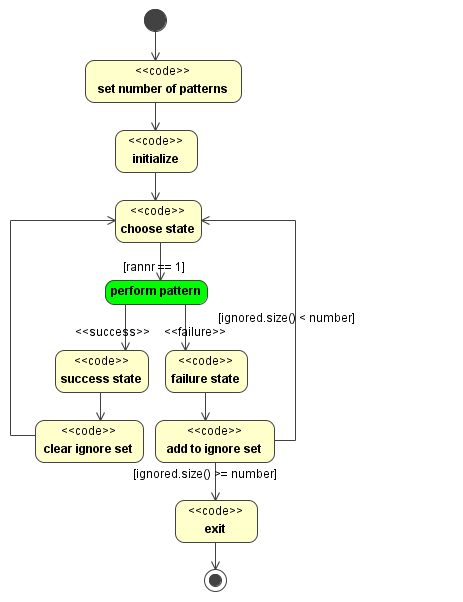 <<code>>
set number of patterns
<<code>>
initialize
<<code>>
choose state
[rannr == 1]
perform pattern
[ignored.size() < number]
<<success>> <<failure>>
<<code>> <<code>>
success state failure state
<<code>> <<code>>
clear ignore set add to ignore set
[ignored.size() >= number]
<<code>>
exit